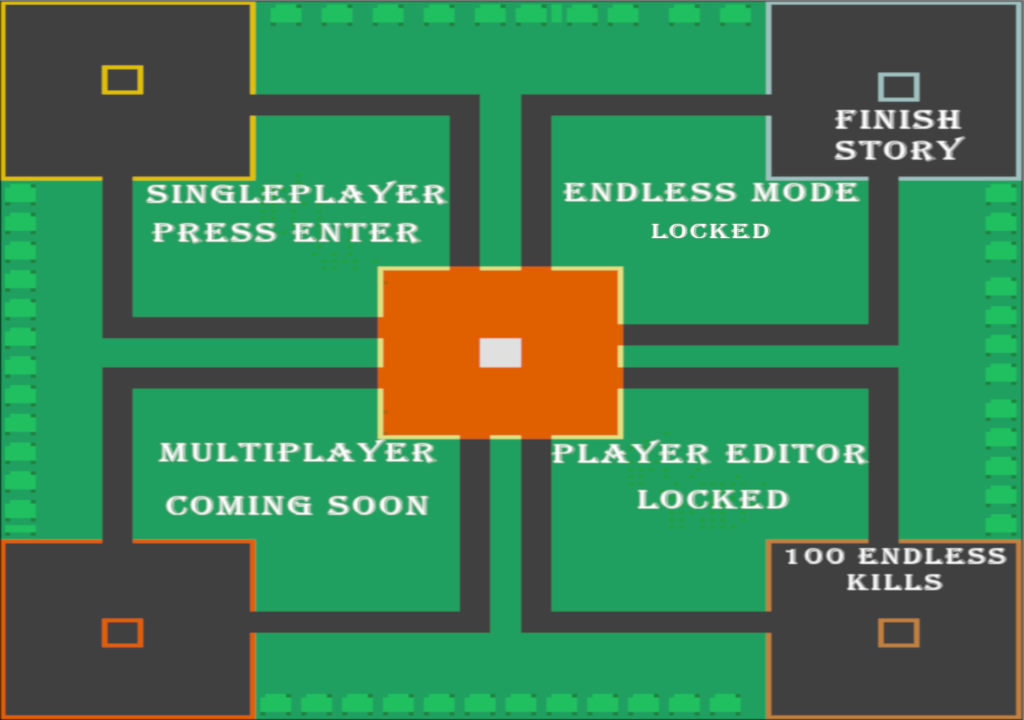 FINISH
STORY
SINGLEPLAYER
PRESS ENTER
ENDLESS MODE
LOCKED
MULTIPLAYER
COMING SOON
PLAYER EDITOR
LOCKED
100 ENDLESS
KILLS